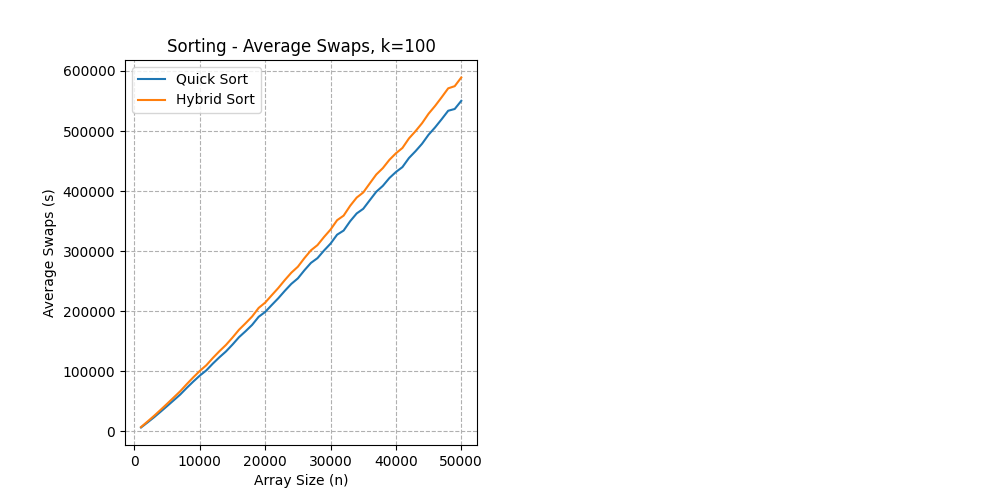 Sorting - Average Swaps, k=100
Quick Sort
Hybrid Sort
Average Swaps (s)
600000
500000
400000
300000
200000
100000
0
0 10000 20000 30000 40000 50000
Array Size (n)